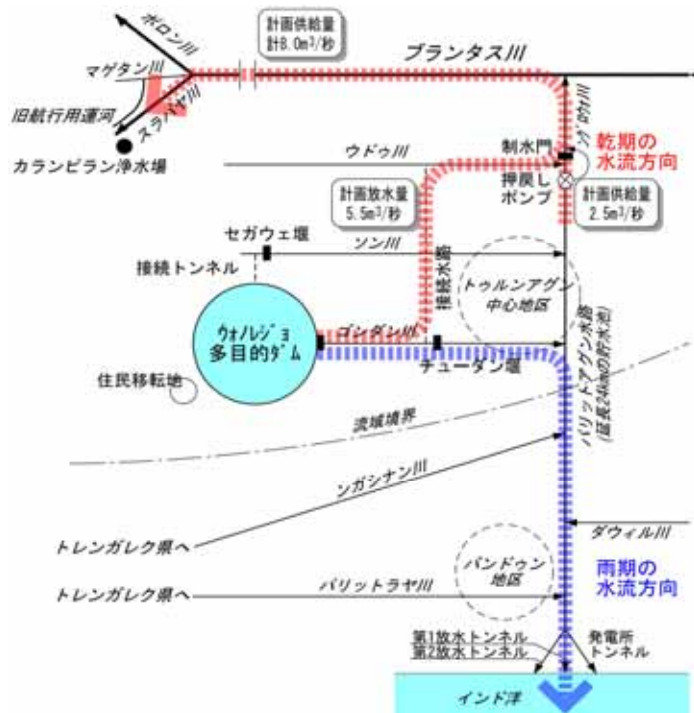 計画供給量
計8.0m³/秒
ポロン川
ブランタス川
マゲタン川
旧航行用運河
スラバヤ川
カランピラン浄水場
ングロウォ川
ウドゥ川
制水門
乾期の
水流方向
押戻し
ポンプ
計画放水量
5.5m³/秒
計画供給量
2.5m³/秒
セガウェ堰
ソン川
接続トンネル
接続水路
トゥルンアグン
中心地区
ウォノレジョ
多目的ダム
ゴンダン川
チューダン堰
パリットアグン水路
(延長24kmの貯水池)
住民移転地
流域境界
ンガシナン川
トレンガレク県へ
ダウィル川
バンドゥン
地区
雨期の
水流方向
トレンガレク県へ
パリットラヤ川
第1放水トンネル
第2放水トンネル
発電所
トンネル
インド洋